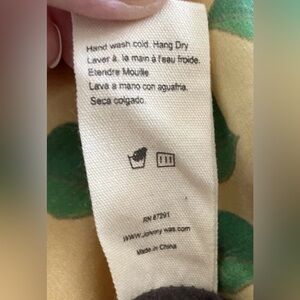 Hand wash cold. Hang Dry
Laver à. la main à l'eau froide.
Etendre Mouille
Lava a mano con aguafria.
Seca colgado.
RN 87291
WWW.Johnny was.com
Made in China